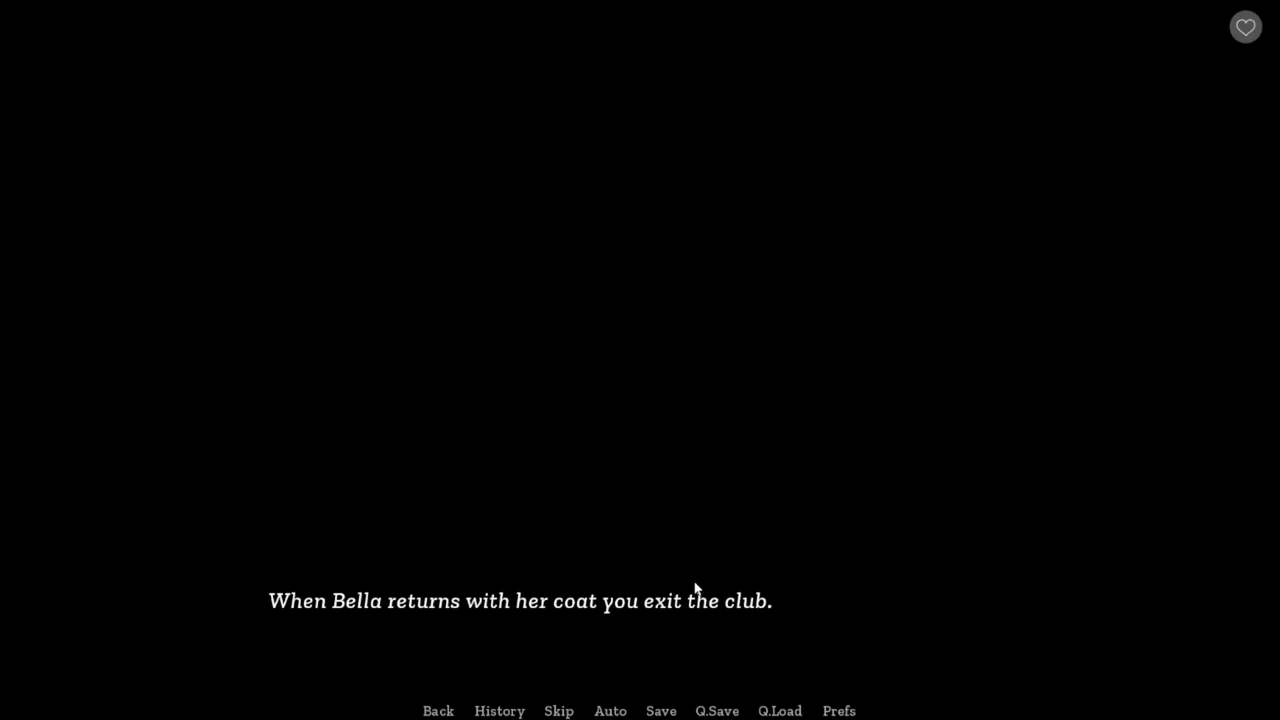 When Bella returns with her coat you exit the club.
Back History Skip Auto Save Q.Save Q.Load Prefs